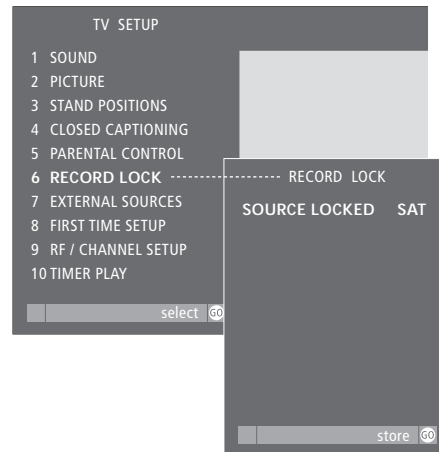 TV SETUP
1 SOUND
2 PICTURE
3 STAND POSITIONS
4 CLOSED CAPTIONING
5 PARENTAL CONTROL
6 RECORD LOCK
7 EXTERNAL SOURCES
8 FIRST TIME SETUP
9 RF / CHANNEL SETUP
10 TIMER PLAY
select GO
RECORD LOCK
SOURCE LOCKED SAT
store GO